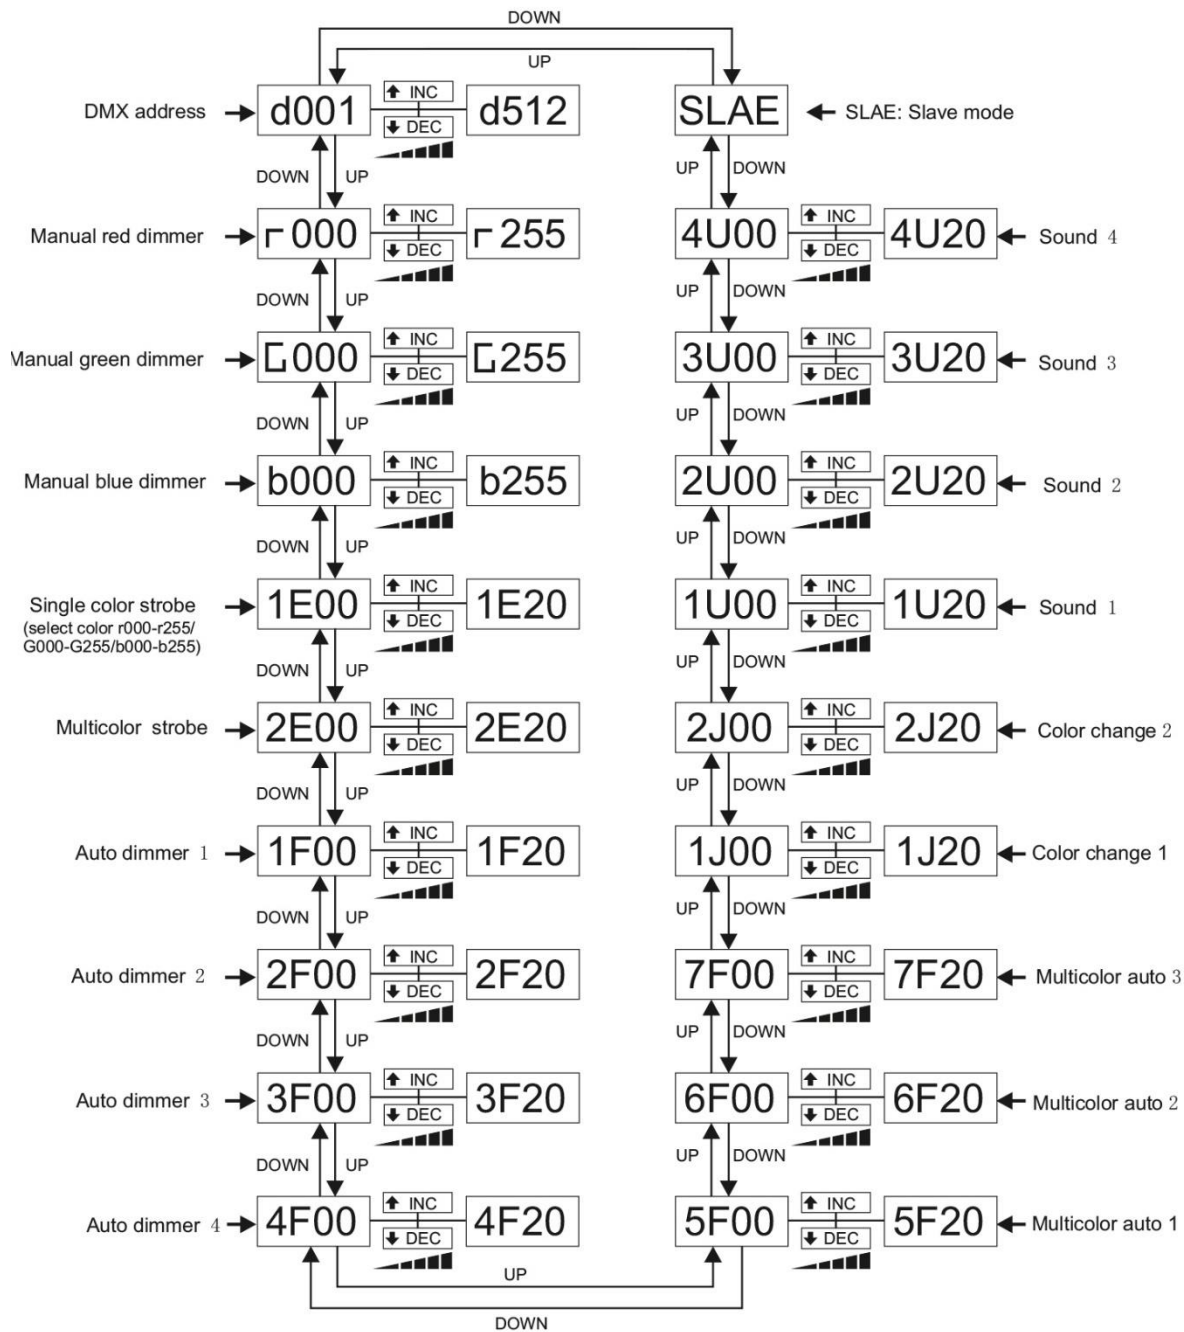 DOWN
UP
DMX address d001 INC DEC d512 SLAE SLAE: Slave mode
DOWN UP UP DOWN
Manual red dimmer r000 INC DEC r255 4U00 INC DEC 4U20 Sound 4
DOWN UP UP DOWN
Manual green dimmer G000 INC DEC G255 3U00 INC DEC 3U20 Sound 3
DOWN UP UP DOWN
Manual blue dimmer b000 INC DEC b255 2U00 INC DEC 2U20 Sound 2
DOWN UP UP DOWN
Single color strobe 1E00 INC DEC 1E20 1U00 INC DEC 1U20 Sound 1
(select color r000-r255/
G000-G255/b000-b255)
DOWN UP UP DOWN
Multicolor strobe 2E00 INC DEC 2E20 2J00 INC DEC 2J20 Color change 2
DOWN UP UP DOWN
Auto dimmer 1 1F00 INC DEC 1F20 1J00 INC DEC 1J20 Color change 1
DOWN UP UP DOWN
Auto dimmer 2 2F00 INC DEC 2F20 7F00 INC DEC 7F20 Multicolor auto 3
DOWN UP UP DOWN
Auto dimmer 3 3F00 INC DEC 3F20 6F00 INC DEC 6F20 Multicolor auto 2
DOWN UP UP DOWN
Auto dimmer 4 4F00 INC DEC 4F20 5F00 INC DEC 5F20 Multicolor auto 1
UP
DOWN